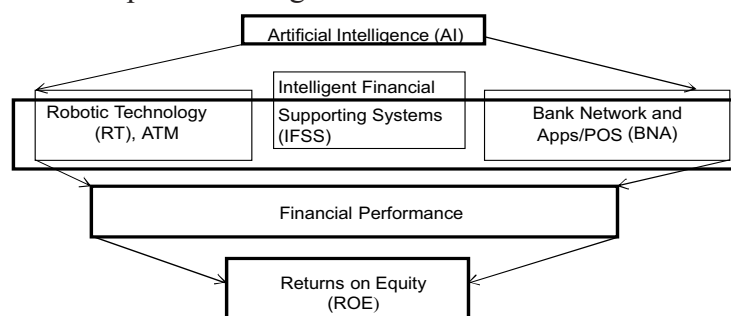 Artificial Intelligence (AI)
Robotic Technology
(RT), ATM
Intelligent Financial
Supporting Systems
(IFSS)
Bank Network and
Apps/POS (BNA)
Financial Performance
Returns on Equity
(ROE)